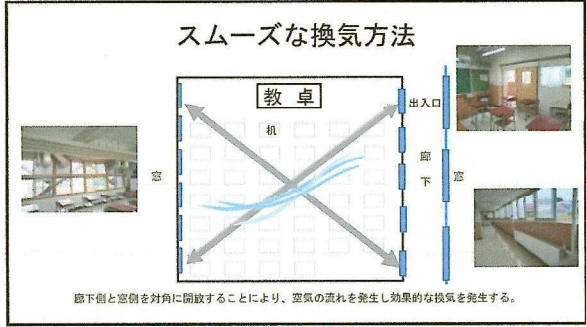 スムーズな換気方法
教卓
出入口
机
窓
廊下
窓
廊下側と窓側を対角に開放することにより、空気の流れを発生し効果的な換気を発生する。